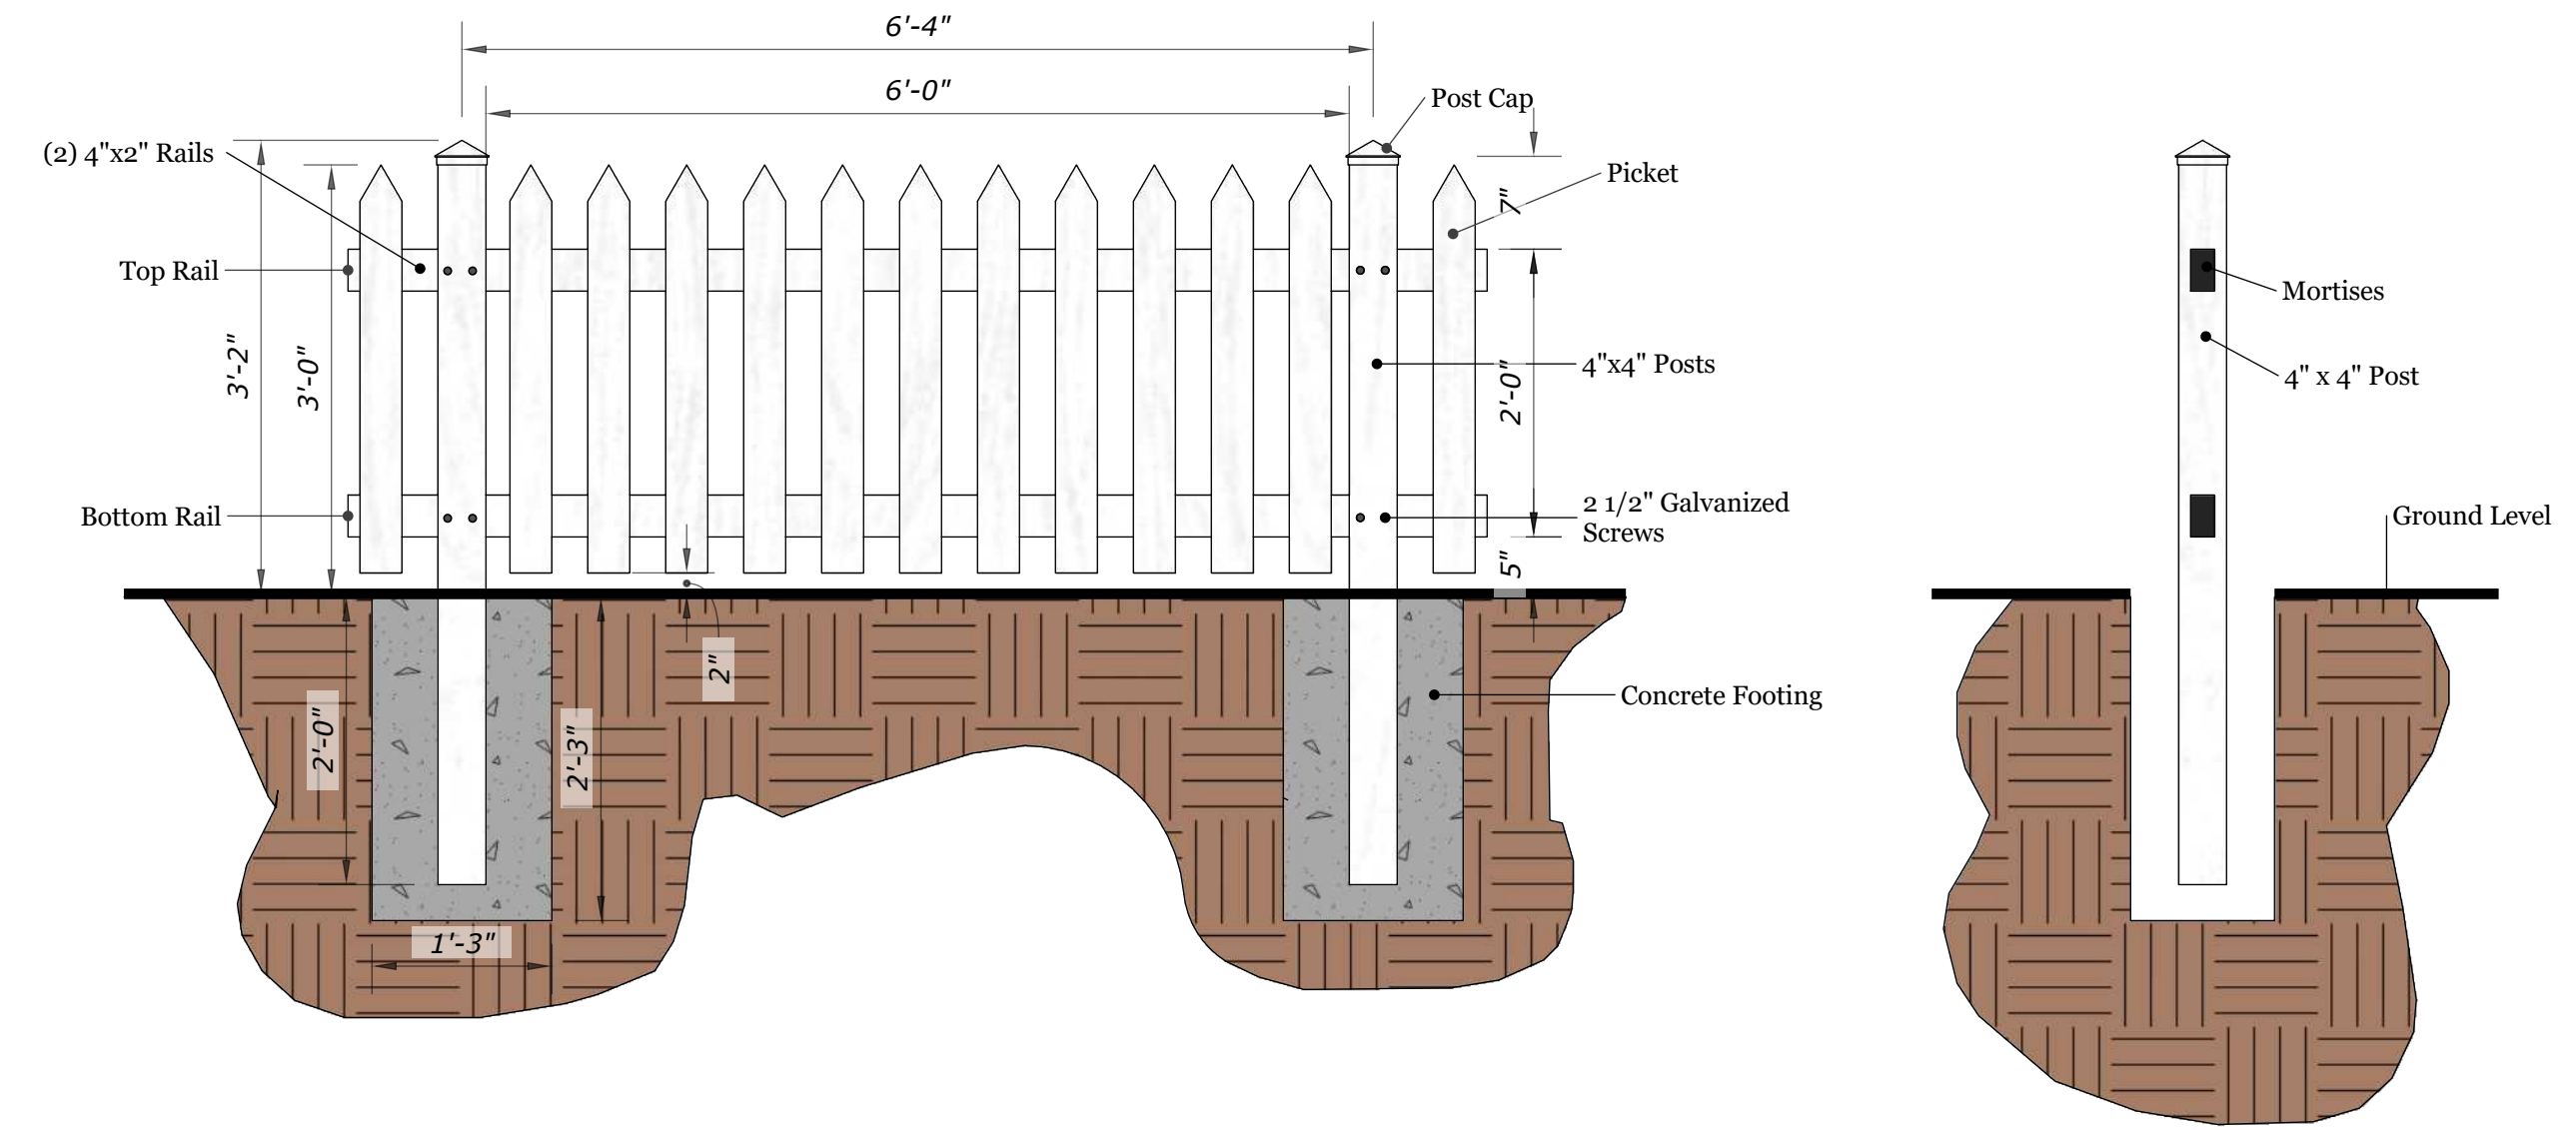 6'-4"
6'-0"
Post Cap
(2) 4"x2" Rails
Picket
7"
Top Rail
Mortises
3'-2"
3'-0"
2'-0"
4"x4" Posts
4" x 4" Post
Bottom Rail
2 1/2" Galvanized
Screws
Ground Level
5"
2"
Concrete Footing
2'-0"
2'-3"
1'-3"